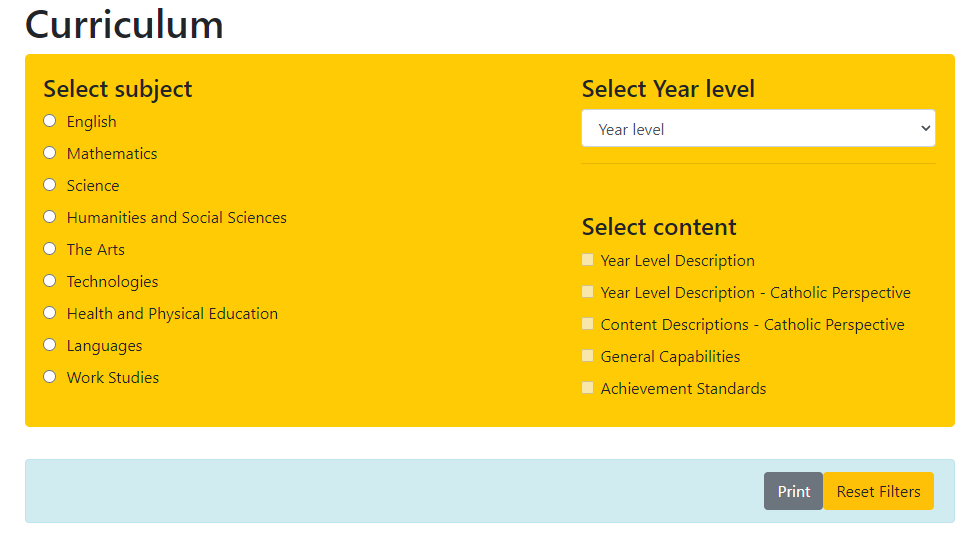 Curriculum
Select subject
English
Mathematics
Science
Humanities and Social Sciences
The Arts
Technologies
Health and Physical Education
Languages
Work Studies
Select Year level
Year level
Select content
Year Level Description
Year Level Description - Catholic Perspective
Content Descriptions - Catholic Perspective
General Capabilities
Achievement Standards
Print
Reset Filters